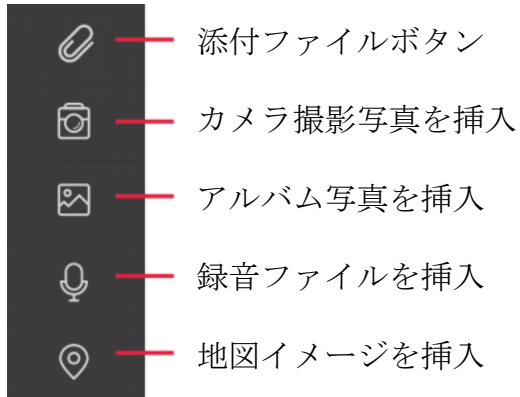 添付ファイルボタン
カメラ撮影写真を挿入
アルバム写真を挿入
録音ファイルを挿入
地図イメージを挿入